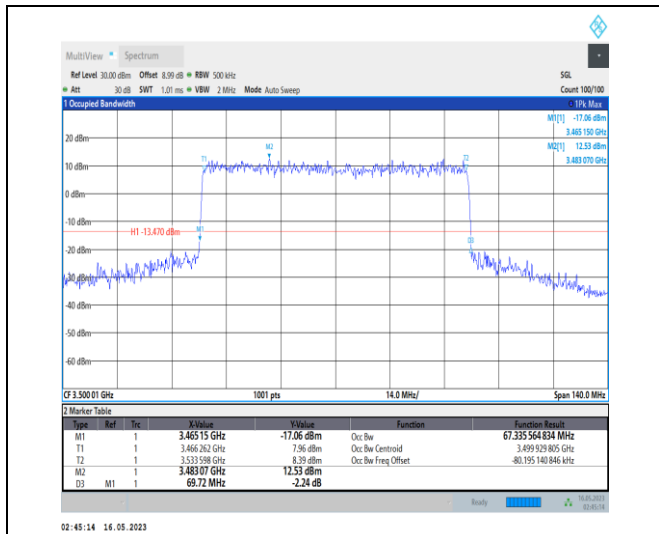 MultiView Spectrum
Ref Level 30.00 dBm Offset 8.99 dB RBW 500 kHz SGL
Att 30 dB SWT 1.01 ms VBW 2 MHz Mode Auto Sweep Count 100/100
1 Occupied Bandwidth 1Pk Max
M1[1] -17.06 dBm
3.465 150 GHz
M2[1] 12.53 dBm
3.483 070 GHz
20 dBm
M2
T1
T2
10 dBm
0 dBm
-10 dBm
H1 -13.470 dBm
M1
D3
-20 dBm
-30 dBm
-40 dBm
-50 dBm
-60 dBm
CF 3.500 01 GHz 1001 pts 14.0 MHz/ Span 140.0 MHz
2 Marker Table
Type Ref Trc X-Value Y-Value Function Function Result
M1 1 3.465 15 GHz -17.06 dBm Occ Bw 67.335 564 834 MHz
T1 1 3.466 262 GHz 7.96 dBm Occ Bw Centroid 3.499 929 805 GHz
T2 1 3.533 598 GHz 8.39 dBm Occ Bw Freq Offset -80.195 140 846 kHz
M2 1 3.483 07 GHz 12.53 dBm
D3 M1 1 69.72 MHz -2.24 dB
Ready 16.05.2023
02:45:14
02:45:14 16.05.2023